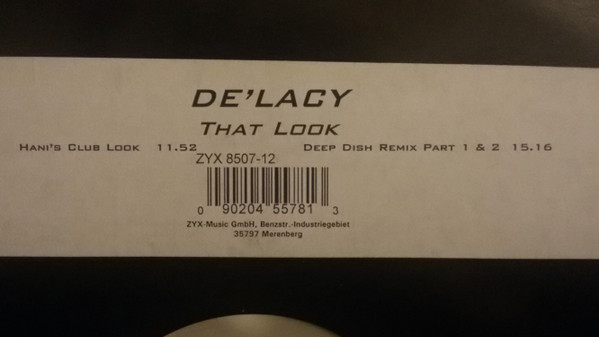 DE'LACY
THAT LOOK
HANI'S CLUB LOOK 11.52 DEEP DISH REMIX PART 1 & 2 15.16
ZYX 8507-12
0 90204 55781 3
ZYX-Music GmbH, Benzstr.-Industriegebiet
35797 Merenberg